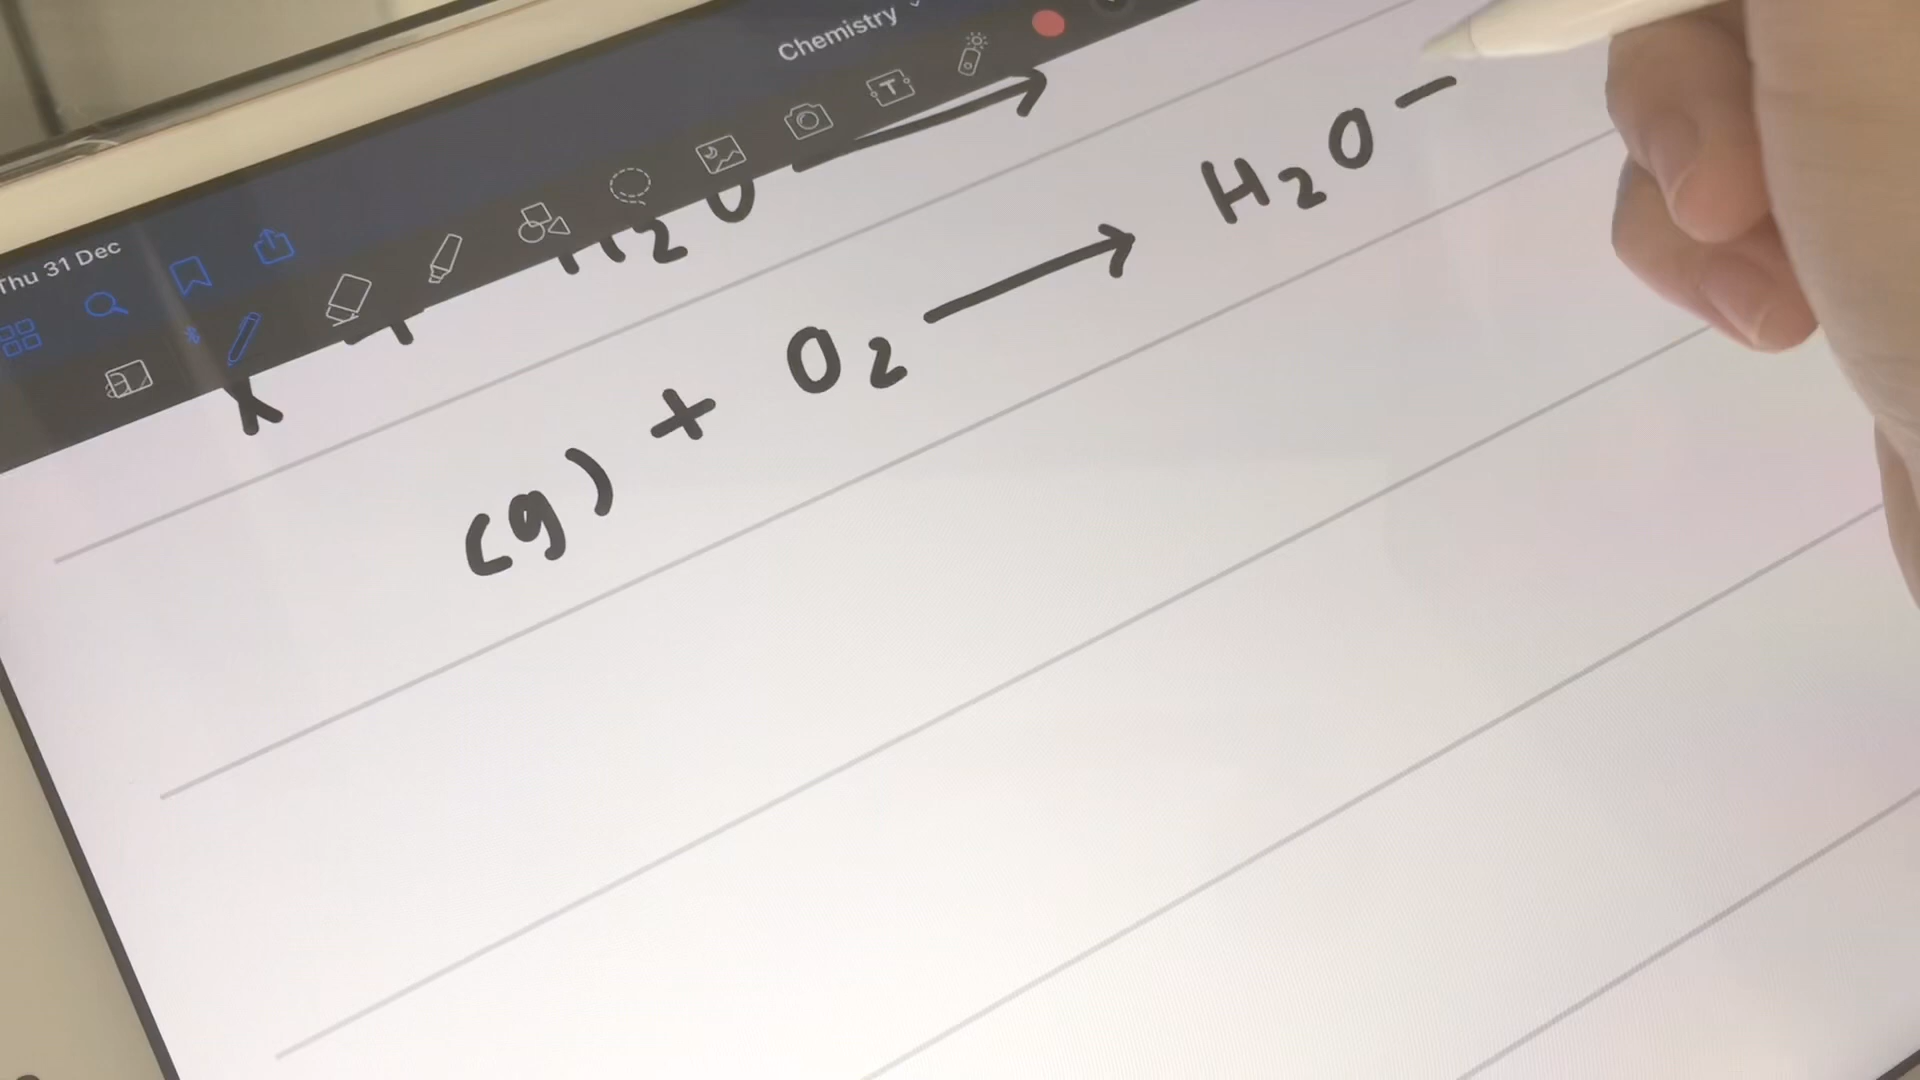 Thu 31 Dec
Chemistry
H2O →
(g) + O2 → H2O -